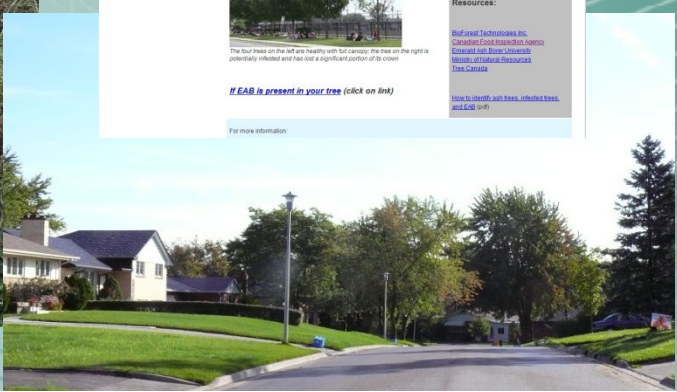 Resources:
BioForest Technologies Inc.
Canadian Food Inspection Agency
Emerald Ash Borer University
Ministry of Natural Resources
Tree Canada
The four trees on the left are healthy with full canopy; the tree on the right is
potentially infested and has lost a significant portion of its crown
If EAB is present in your tree (click on link)
How to identify ash trees, infested trees,
and EAB (pdf)
For more information: